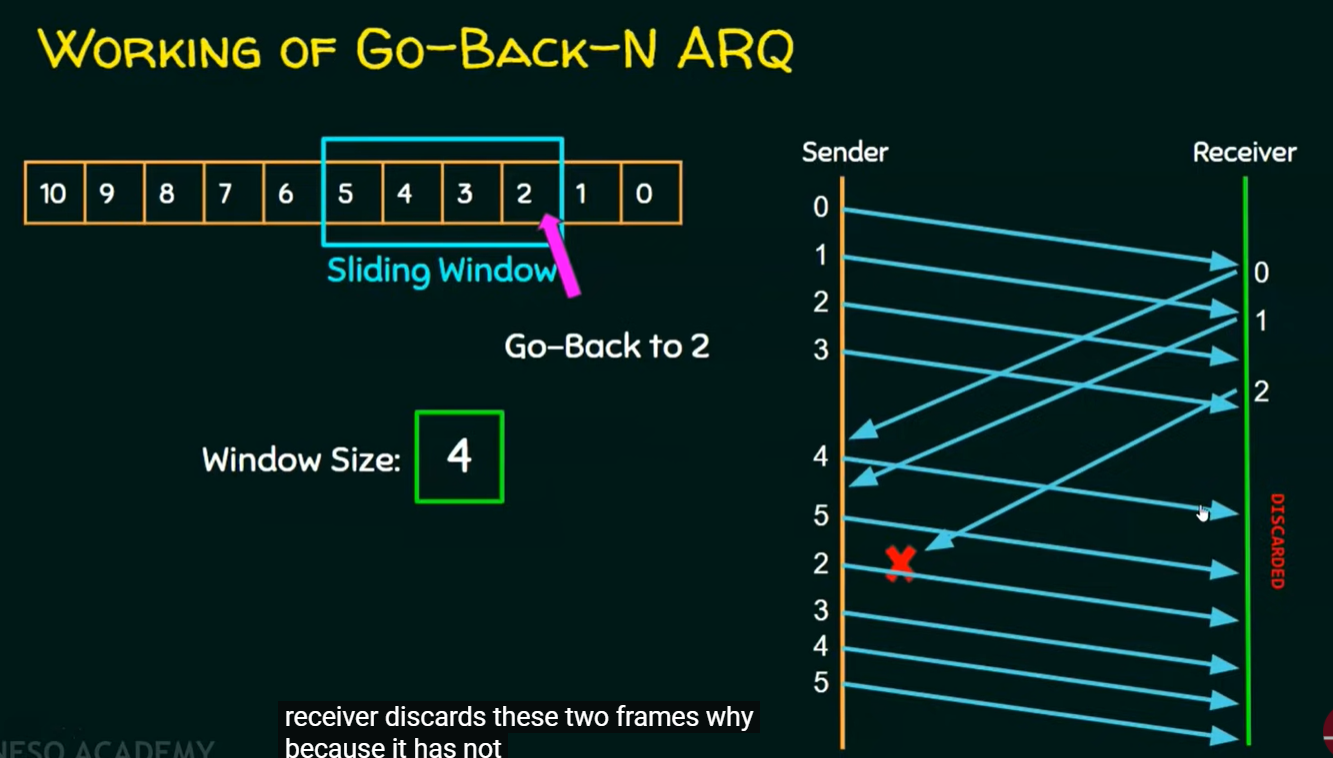 WORKING OF GO-BACK-N ARQ
10 9 8 7 6 5 4 3 2 1 0
Sliding Window
Go-Back to 2
Window Size: 4
Sender Receiver
0
1
2
3
4
5
2
3
4
5
0
1
2
DISCARDED
receiver discards these two frames why
because it has not
NESO ACADEMY